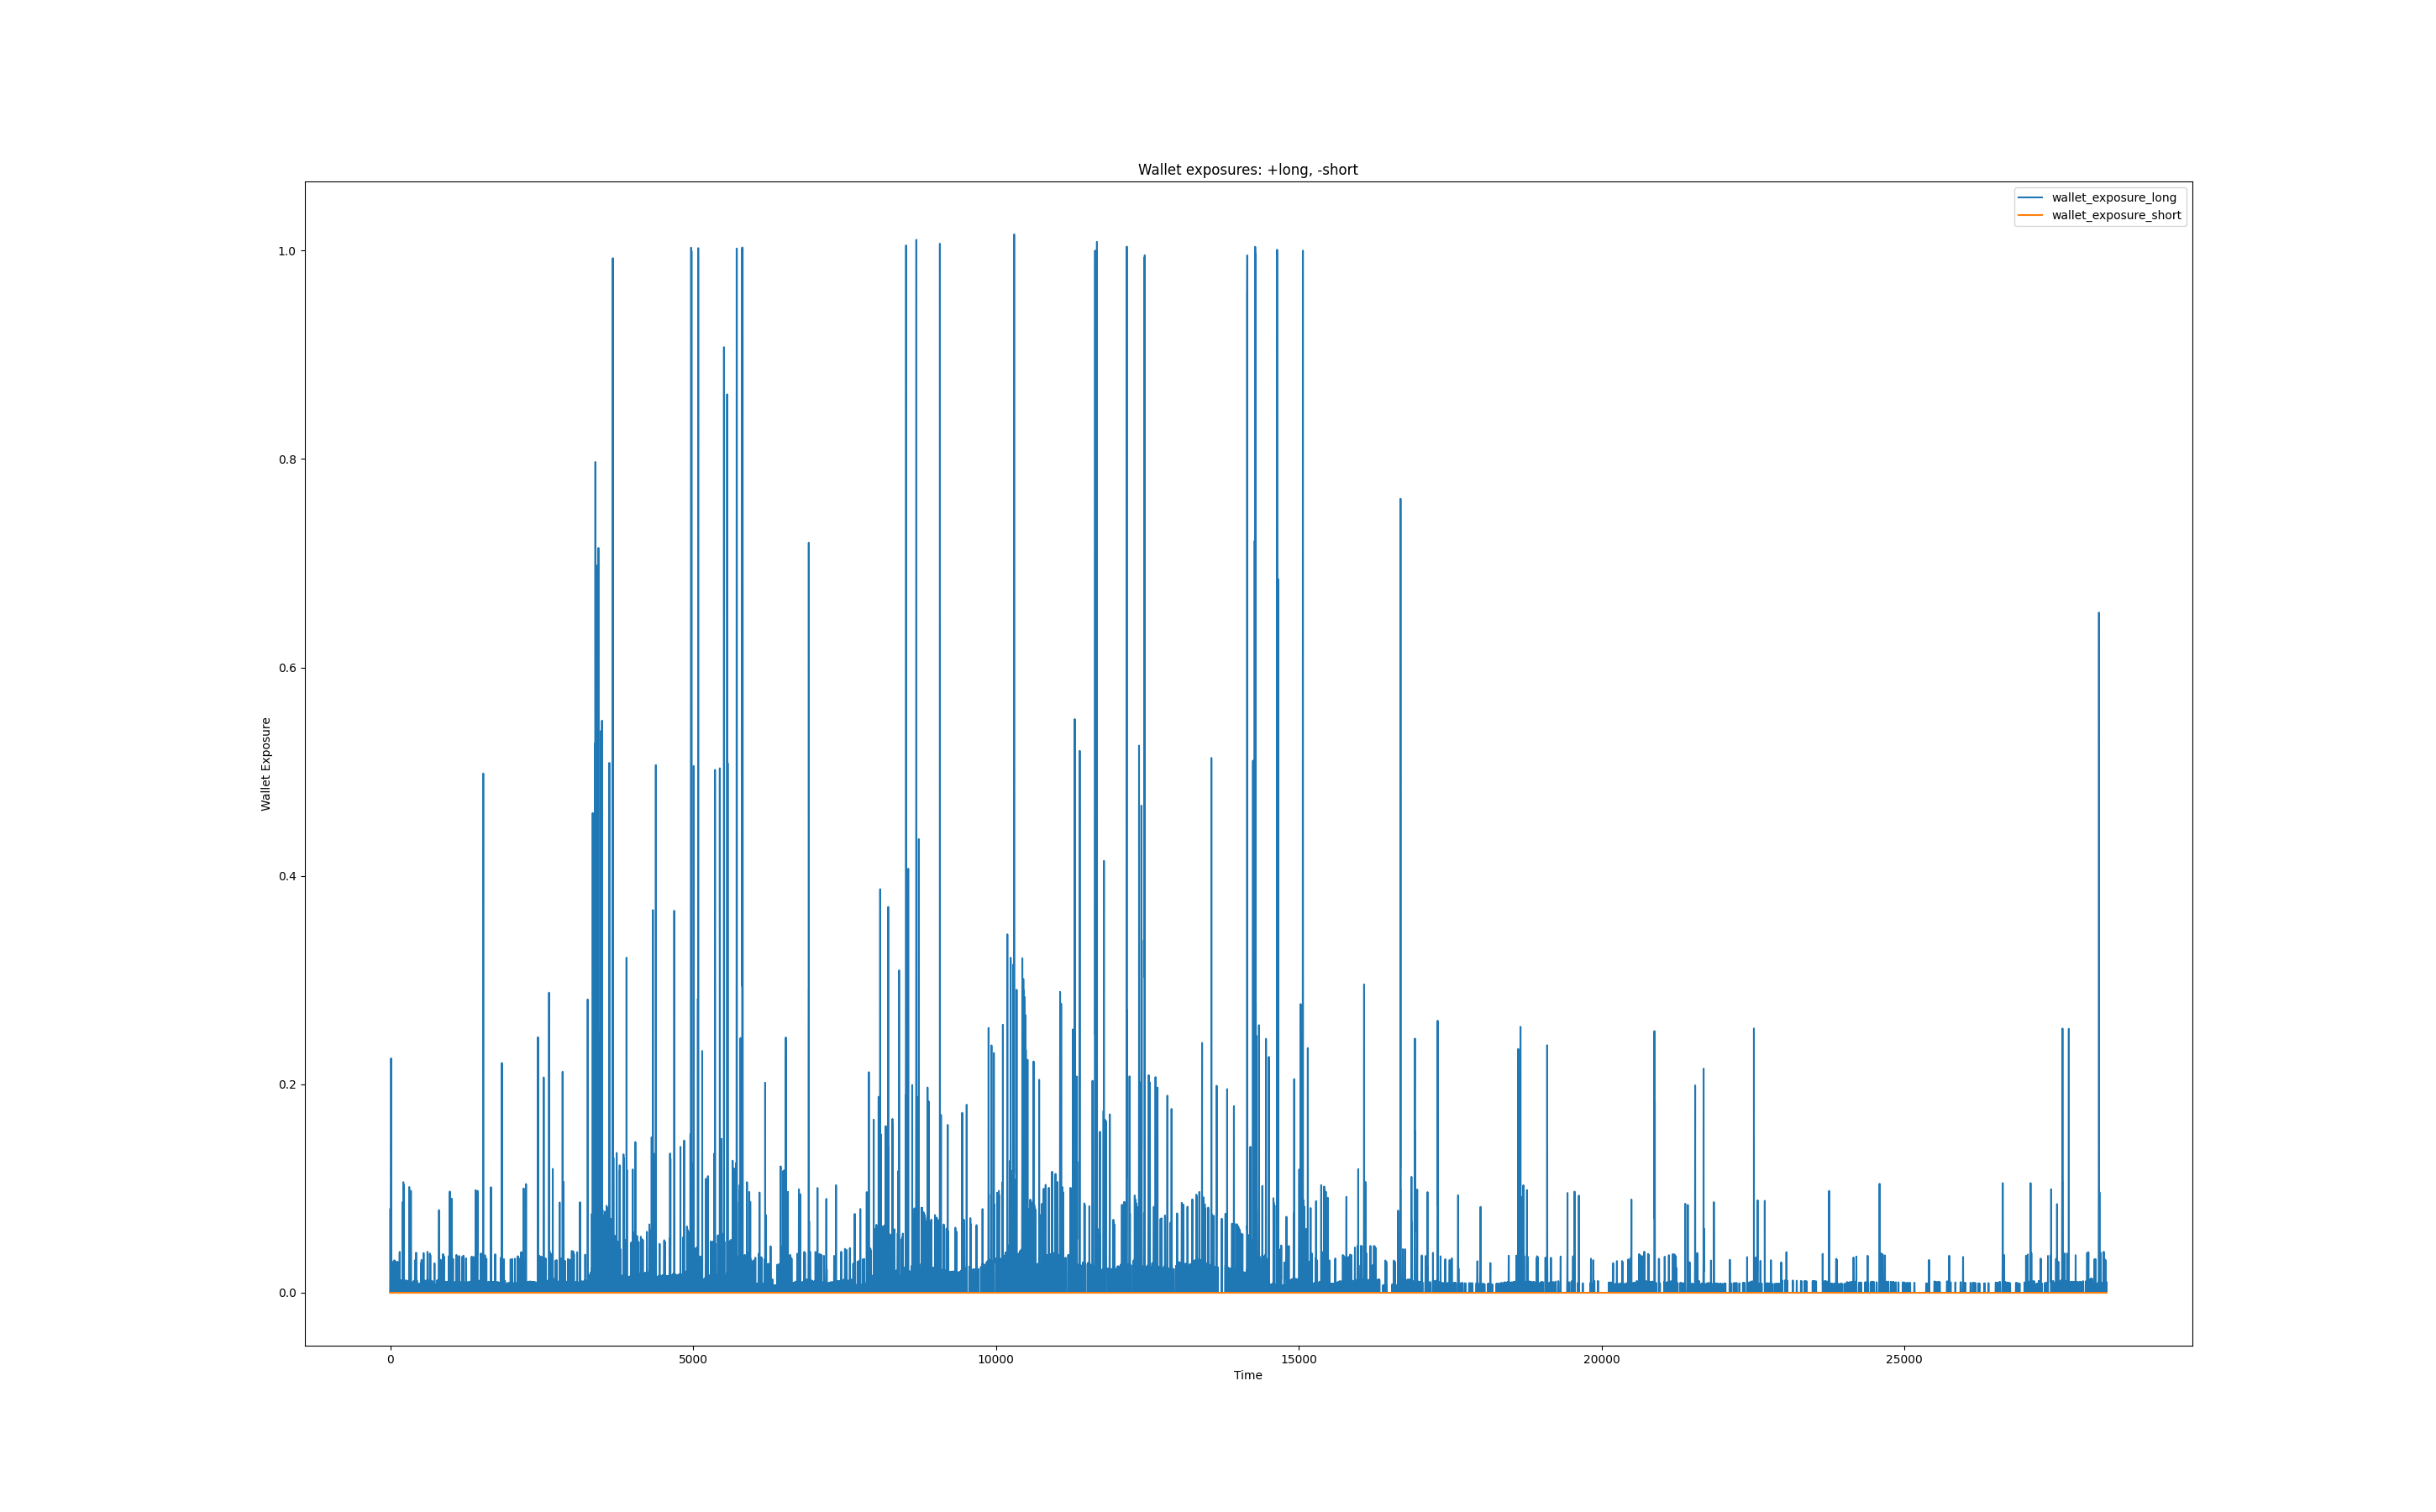 Wallet exposures: +long, -short
wallet_exposure_long
wallet_exposure_short
1.0
0.8
0.6
0.4
0.2
0.0
Wallet Exposure
0 5000 10000 15000 20000 25000
Time